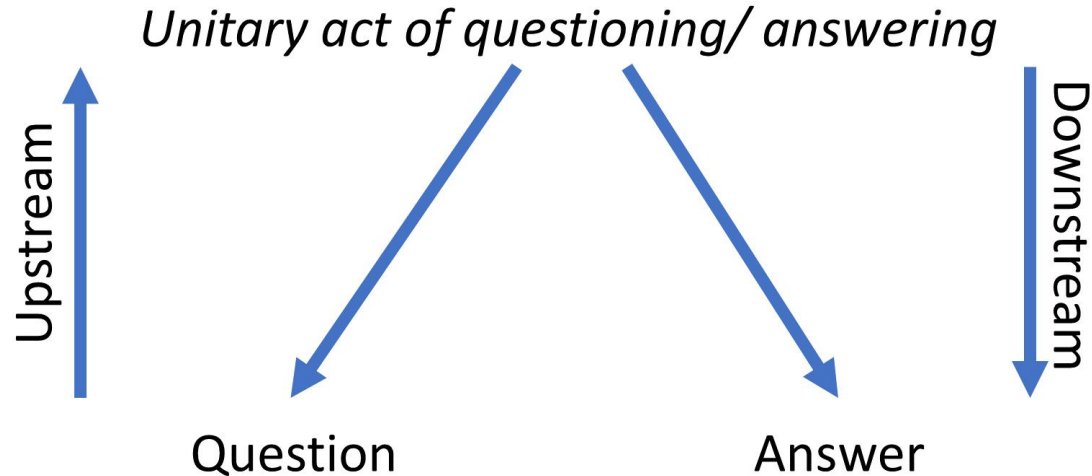 Unitary act of questioning/ answering
Upstream
Downstream
Question
Answer